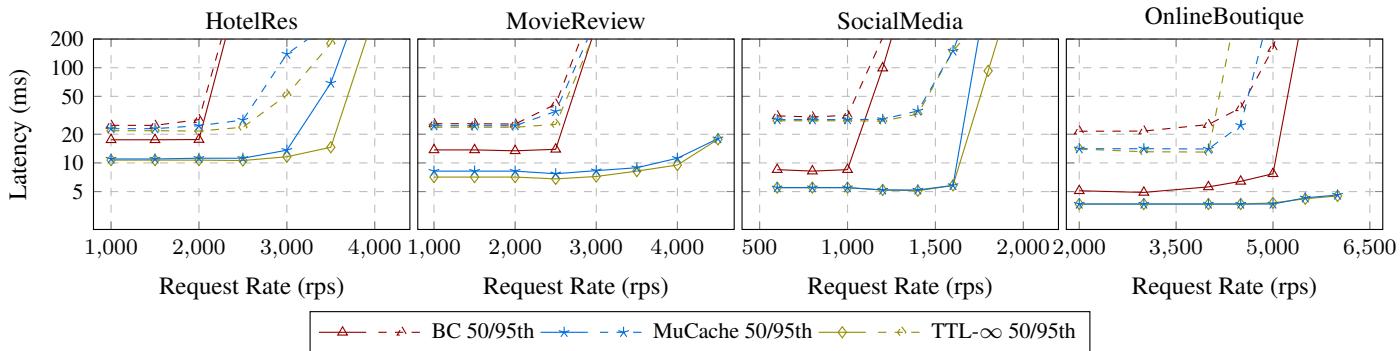 HotelRes MovieReview SocialMedia OnlineBoutique
200
100
50
20
10
5
Latency (ms)
1,000 2,000 3,000 4,000 1,000 2,000 3,000 4,000 500 1,000 1,500 2,000 2,000 3,500 5,000 6,500
Request Rate (rps) Request Rate (rps) Request Rate (rps) Request Rate (rps)
BC 50/95th MuCache 50/95th TTL-∞ 50/95th